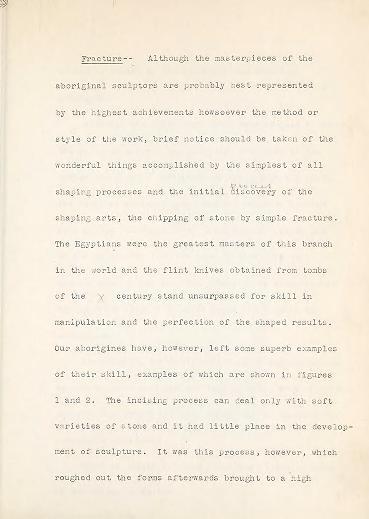 Fracture-- Although the masterpieces of the
aboriginal sculptors are probably best represented
by the highest achievements howsoever the method or
style of the work, brief notice should be taken of the
wonderful things accomplished by the simplest of all
shaping processes and the initial discovery of the
shaping arts, the chipping of stone by simple fracture.
The Egyptians were the greatest masters of this branch
in the world and the flint knives obtained from tombs
of the X century stand unsurpassed for skill in
manipulation and the perfection of the shaped results.
Our aborigines have, however, left some superb examples
of their skill, examples of which are shown in figures
1 and 2. The incising process can deal only with soft
varieties of stone and it had little place in the develop-
ment of sculpture. It was this process, however, which
roughed out the forms afterwards brought to a high